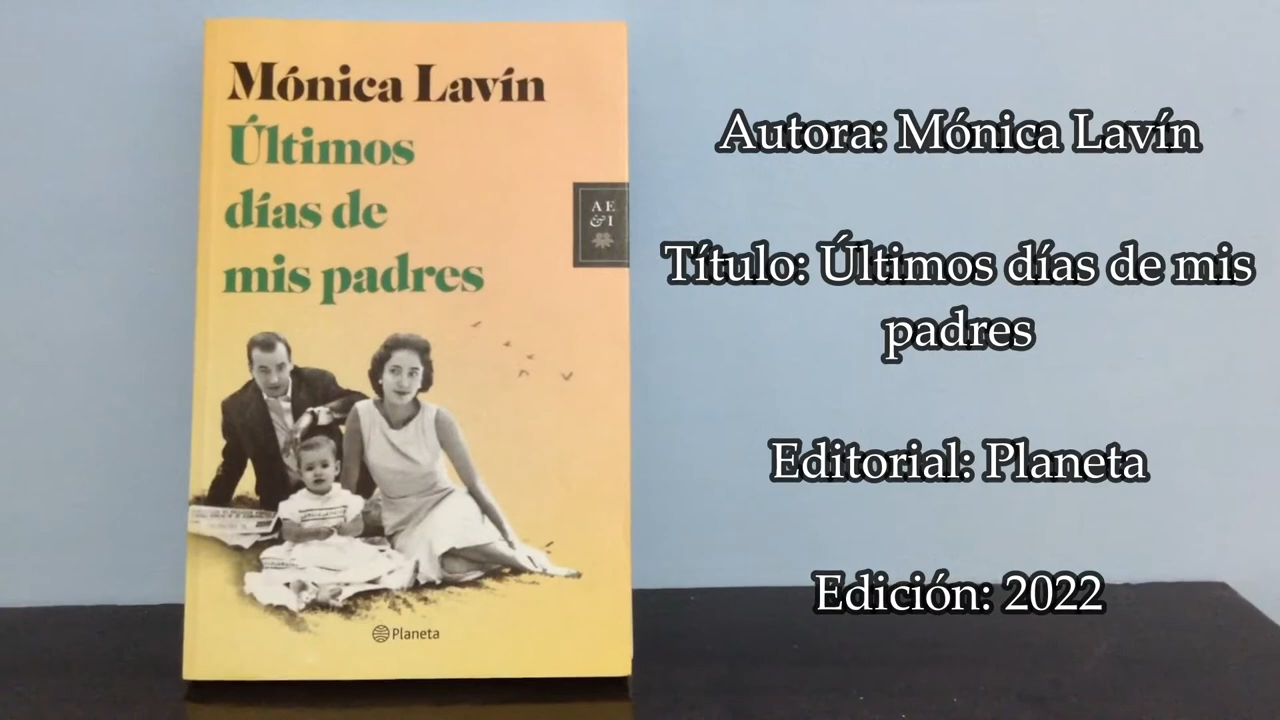 Mónica Lavín
Últimos
días de
mis padres
AE
&I
Planeta
Autora: Mónica Lavín
Título: Últimos días de mis
padres
Editorial: Planeta
Edición: 2022